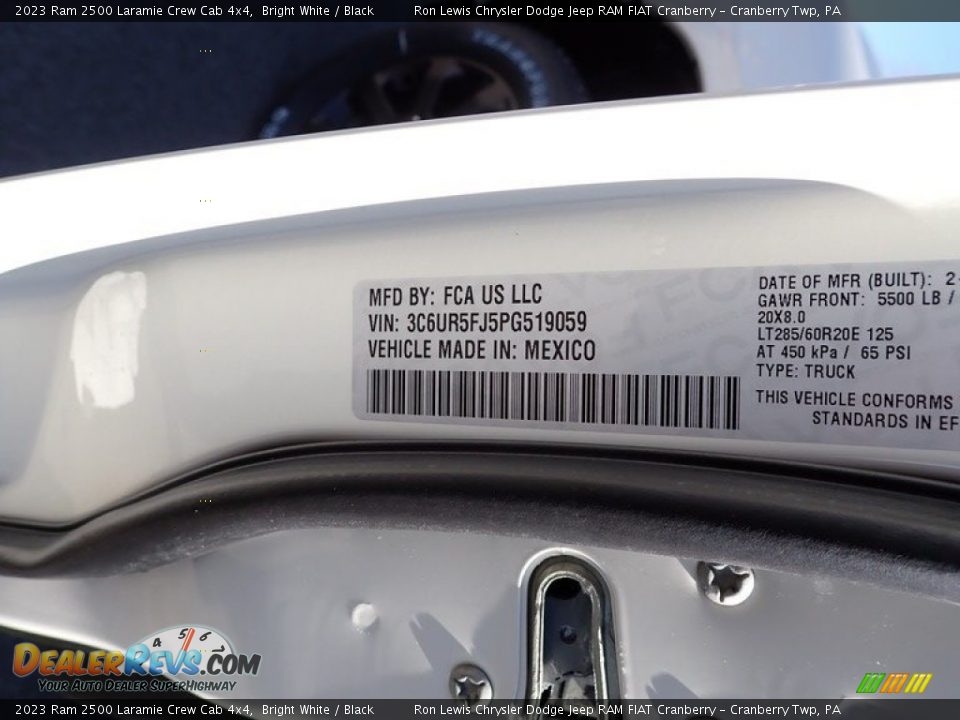 2023 Ram 2500 Laramie Crew Cab 4x4, Bright White / Black Ron Lewis Chrysler Dodge Jeep RAM FIAT Cranberry - Cranberry Twp, PA
MFD BY: FCA US LLC
VIN: 3C6UR5FJ5PG519059
VEHICLE MADE IN: MEXICO
DATE OF MFR (BUILT): 2-
GAWR FRONT: 5500 LB /
20X8.0
LT285/60R20E 125
AT 450 kPa / 65 PSI
TYPE: TRUCK
THIS VEHICLE CONFORMS
STANDARDS IN EF
4 5 6
DealerRevs.com
Your Auto Dealer SuperHighway
2023 Ram 2500 Laramie Crew Cab 4x4, Bright White / Black Ron Lewis Chrysler Dodge Jeep RAM FIAT Cranberry - Cranberry Twp, PA